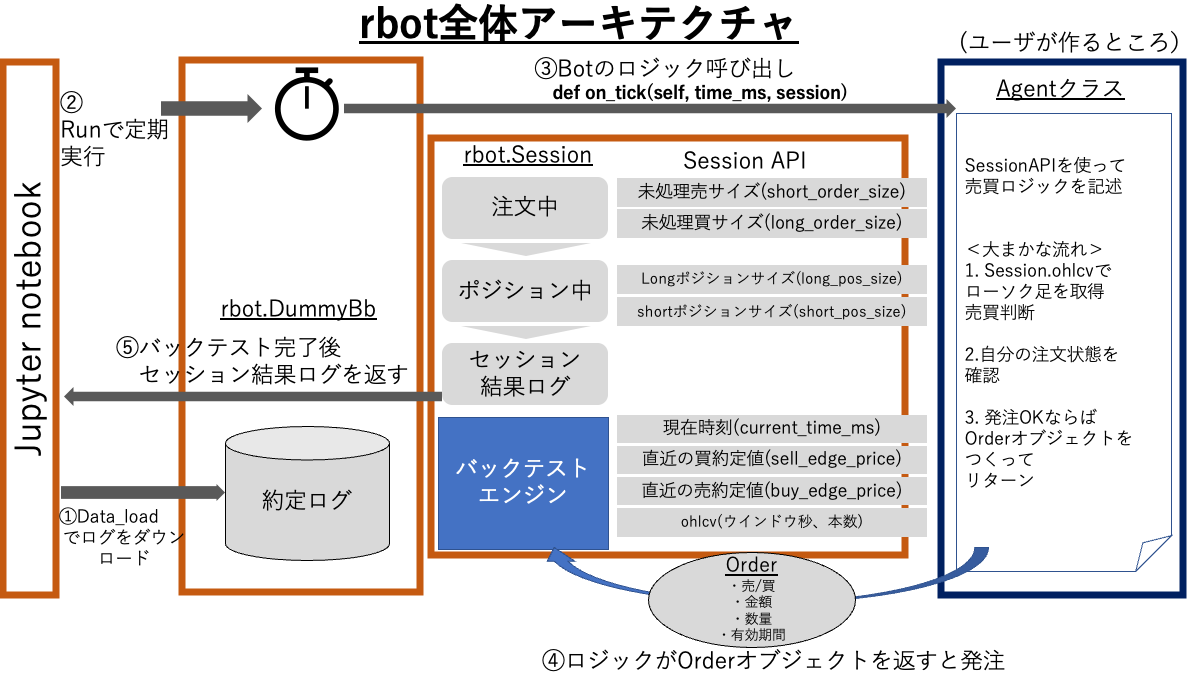 rbot全体アーキテクチャ
（ユーザが作るところ）
②
Runで定期
実行
③Botのロジック呼び出し
def on_tick(self, time_ms, session)
Agentクラス
Jupyter notebook
rbot.Session
Session API
注文中
未処理売サイズ(short_order_size)
未処理買サイズ(long_order_size)
ポジション中
Longポジションサイズ(long_pos_size)
shortポジションサイズ(short_pos_size)
セッション
結果ログ
バックテスト
エンジン
現在時刻(current_time_ms)
直近の買約定値(sell_edge_price)
直近の売約定値(buy_edge_price)
ohlcv(ウインドウ秒、本数)
SessionAPIを使って
売買ロジックを記述
＜大まかな流れ＞
1. Session.ohlcvで
ローソク足を取得
売買判断
2.自分の注文状態を
確認
3. 発注OKならば
Orderオブジェクトを
つくって
リターン
rbot.DummyBb
⑤バックテスト完了後
セッション結果ログを返す
約定ログ
①Data_load
でログをダウン
ロード
Order
・売/買
・金額
・数量
・有効期間
④ロジックがOrderオブジェクトを返すと発注